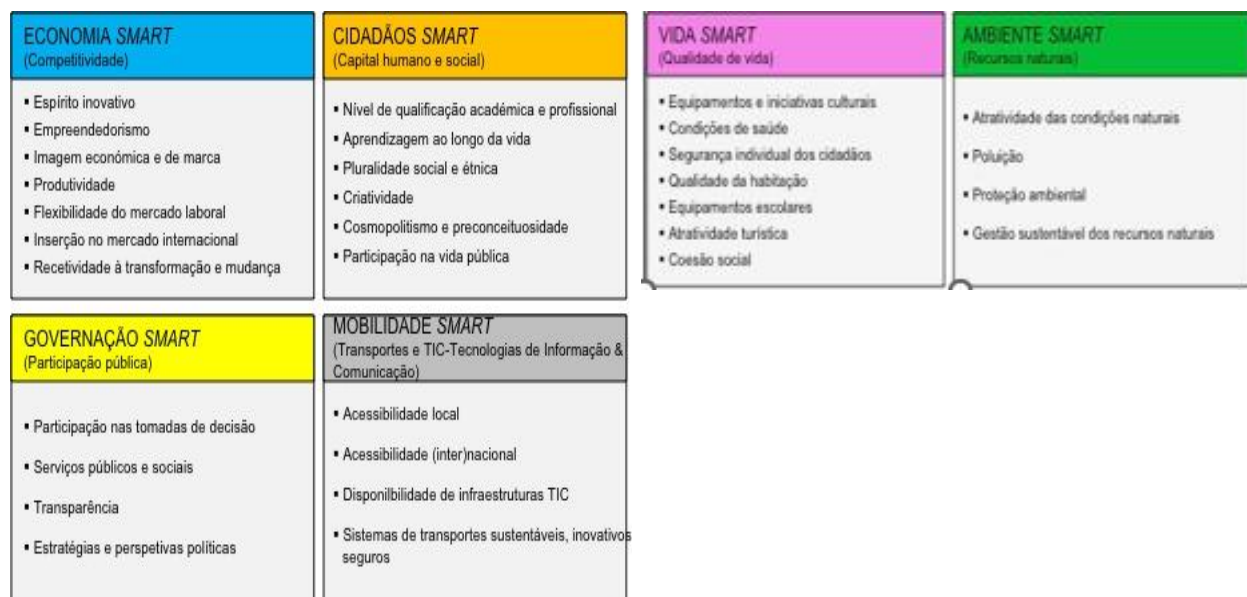 ECONOMIA SMART
(Competitividade)
▪ Espírito inovativo
▪ Empreendedorismo
▪ Imagem económica e de marca
▪ Produtividade
▪ Flexibilidade do mercado laboral
▪ Inserção no mercado internacional
▪ Recetividade à transformação e mudança
CIDADÃOS SMART
(Capital humano e social)
▪ Nível de qualificação académica e profissional
▪ Aprendizagem ao longo da vida
▪ Pluralidade social e étnica
▪ Criatividade
▪ Cosmopolitismo e preconceituosidade
▪ Participação na vida pública
VIDA SMART
(Qualidade de vida)
▪ Equipamentos e iniciativas culturais
▪ Condições de saúde
▪ Segurança individual dos cidadãos
▪ Qualidade da habitação
▪ Equipamentos escolares
▪ Atratividade turística
▪ Coesão social
AMBIENTE SMART
(Recursos naturais)
▪ Atratividade das condições naturais
▪ Poluição
▪ Proteção ambiental
▪ Gestão sustentável dos recursos naturais
GOVERNAÇÃO SMART
(Participação pública)
▪ Participação nas tomadas de decisão
▪ Serviços públicos e sociais
▪ Transparência
▪ Estratégias e perspetivas políticas
MOBILIDADE SMART
(Transportes e TIC-Tecnologias de Informação &
Comunicação)
▪ Acessibilidade local
▪ Acessibilidade (inter)nacional
▪ Disponilbilidade de infraestruturas TIC
▪ Sistemas de transportes sustentáveis, inovativos
seguros